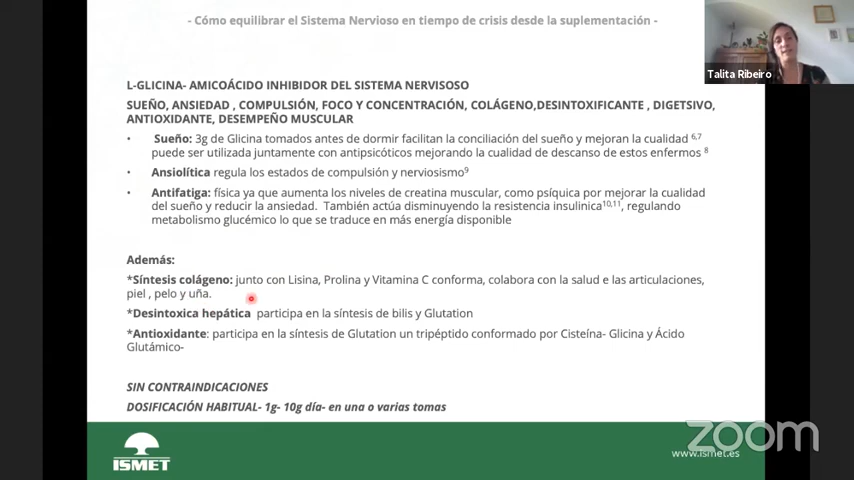 - Cómo equilibrar el Sistema Nervioso en tiempo de crisis desde la suplementación -
Talita Ribeiro
L-GLICINA- AMICOÁCIDO INHIBIDOR DEL SISTEMA NERVISOSO
SUEÑO, ANSIEDAD , COMPULSIÓN, FOCO Y CONCENTRACIÓN, COLÁGENO,DESINTOXIFICANTE , DIGETSIVO,
ANTIOXIDANTE, DESEMPEÑO MUSCULAR
• Sueño: 3g de Glicina tomados antes de dormir facilitan la conciliación del sueño y mejoran la cualidad 6,7
puede ser utilizada juntamente con antipsicóticos mejorando la cualidad de descanso de estos enfermos 8
• Ansiolítica regula los estados de compulsión y nerviosismo9
• Antifatiga: física ya que aumenta los niveles de creatina muscular, como psíquica por mejorar la cualidad
del sueño y reducir la ansiedad. También actúa disminuyendo la resistencia insulinica10,11, regulando
metabolismo glucémico lo que se traduce en más energía disponible
Además:
*Síntesis colágeno: junto con Lisina, Prolina y Vitamina C conforma, colabora con la salud e las articulaciones,
piel , pelo y uña.
*Desintoxica hepática participa en la síntesis de bilis y Glutation
*Antioxidante: participa en la síntesis de Glutation un tripéptido conformado por Cisteína- Glicina y Ácido
Glutámico-
SIN CONTRAINDICACIONES
DOSIFICACIÓN HABITUAL- 1g- 10g día- en una o varias tomas
zoom
www.ismet.es
ISMET